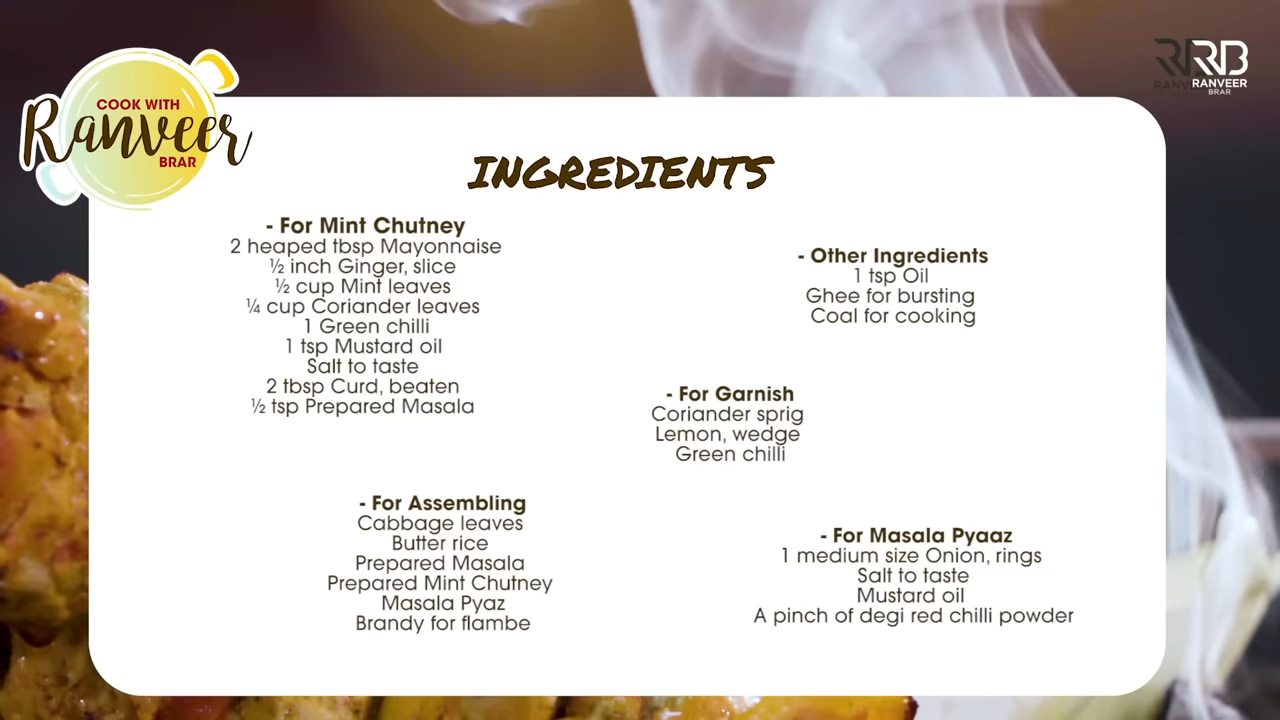 COOK WITH
Ranveer
BRAR
RB
RANVEER
BRAR
INGREDIENTS
- For Mint Chutney
2 heaped tbsp Mayonnaise
½ inch Ginger, slice
½ cup Mint leaves
¼ cup Coriander leaves
1 Green chilli
1 tsp Mustard oil
Salt to taste
2 tbsp Curd, beaten
½ tsp Prepared Masala
- Other Ingredients
1 tsp Oil
Ghee for bursting
Coal for cooking
- For Garnish
Coriander sprig
Lemon, wedge
Green chilli
- For Assembling
Cabbage leaves
Butter rice
Prepared Masala
Prepared Mint Chutney
Masala Pyaz
Brandy for flambe
- For Masala Pyaaz
1 medium size Onion, rings
Salt to taste
Mustard oil
A pinch of degi red chilli powder